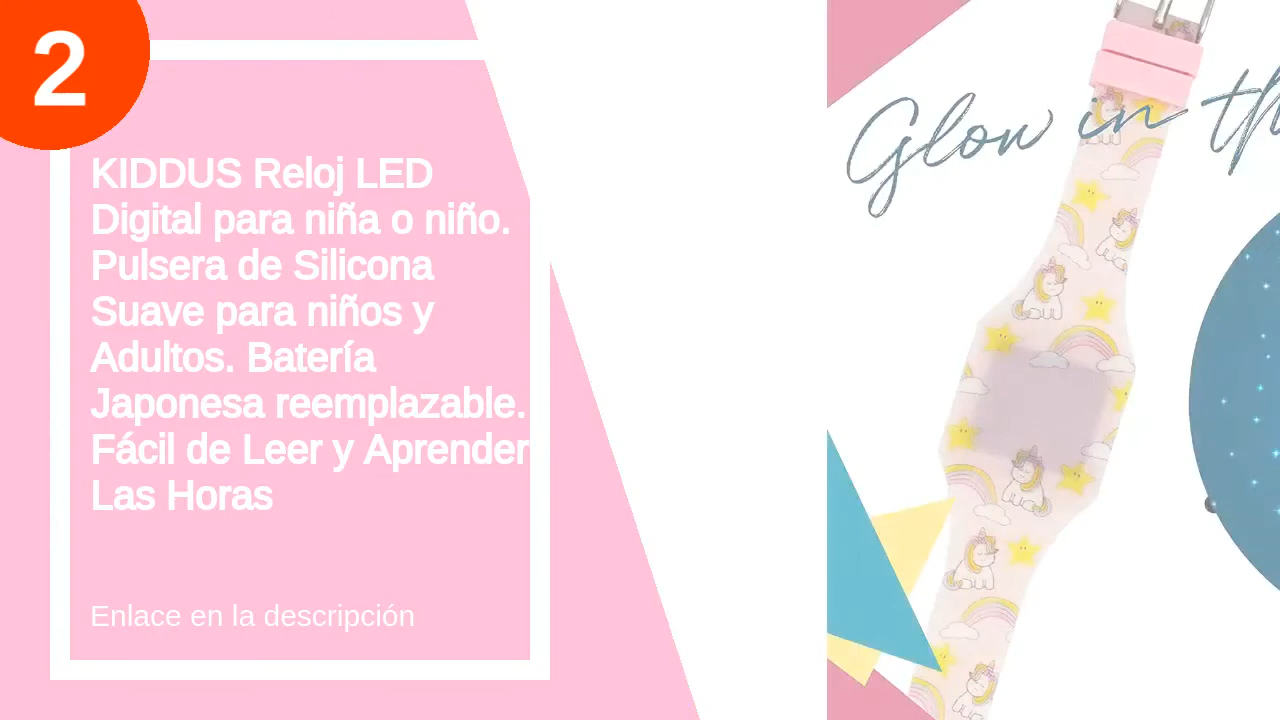 2
KIDDUS Reloj LED
Digital para niña o niño.
Pulsera de Silicona
Suave para niños y
Adultos. Batería
Japonesa reemplazable.
Fácil de Leer y Aprender
Las Horas
Enlace en la descripción
Glow in th